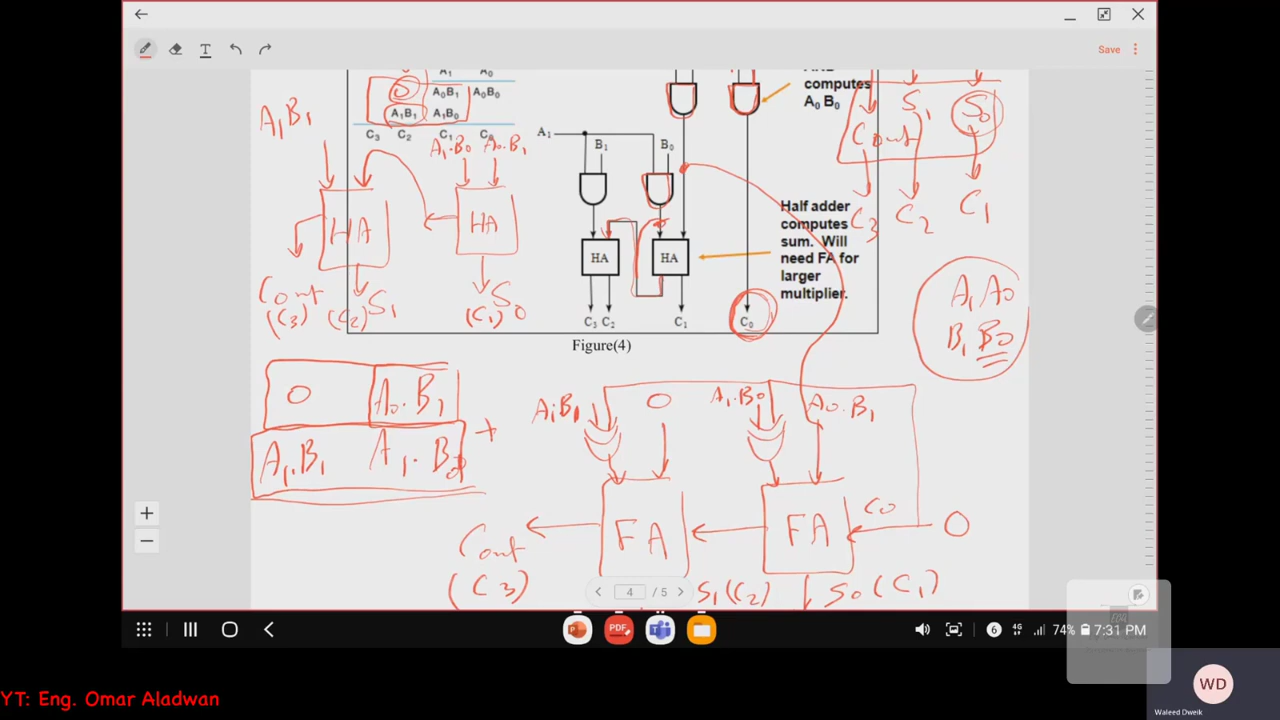 Save
A1 A0
A0B1 A0B0
A1B1 A1B0
C3 C2 C1 C0
AND
computes
A0 B0
A1
B1 B0
HA HA
C3 C2 C1 C0
Half adder
computes
sum. Will
need FA for
larger
multiplier.
Figure(4)
A1B1
A1.B0 A0.B1
HA HA
Cout S1 S0
(C3) (C2) (C1)
Cout S1 S0
C3 C2 C1
A1 A0
B1 B0
0 A0.B1
A1.B1 A1.B0
+
A1B1 0 A1.B0 A0.B1
FA FA C0 0
Cout
(C3) S1(C2) S0(C1)
4 / 5
6 4G 74% 7:31 PM
WD
Waleed Dweik
YT: Eng. Omar Aladwan